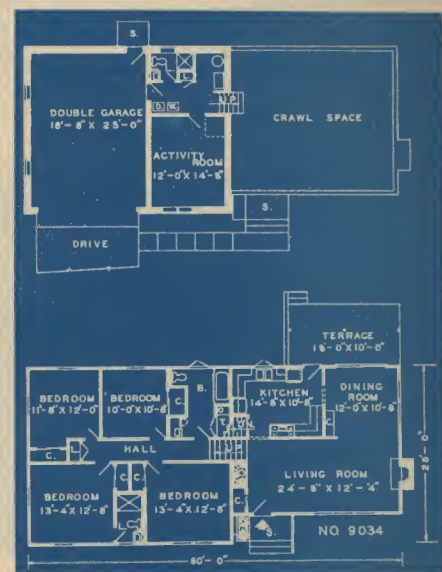 S.
DOUBLE GARAGE
18'-8" X 25'-0"
D. W.
UP
CRAWL SPACE
ACTIVITY
ROOM
12'-0" X 14'-5"
S.
DRIVE
TERRACE
18'-0" X 10'-0"
BEDROOM
11'-8" X 12'-0"
BEDROOM
10'-0" X 10'-8"
C.
B.
KITCHEN
14'-8" X 10'-8"
DINING
ROOM
12'-0" X 10'-8"
C.
C.
L.
HALL
C. C.
C.
LIVING ROOM
24'-8" X 12'-4"
BEDROOM
13'-4" X 12'-8"
BEDROOM
13'-4" X 12'-8"
L.
S.
NO. 9034
28'-0"
60'-0"